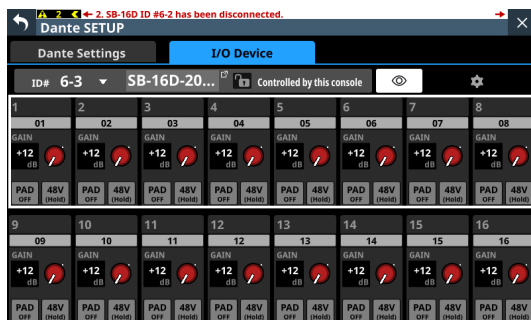 ⚠ 2 ← 2. SB-16D ID #6-2 has been disconnected. →
Dante SETUP
Dante Settings I/O Device
ID# 6-3 SB-16D-20... Controlled by this console
1 2 3 4 5 6 7 8
01 02 03 04 05 06 07 08
GAIN GAIN GAIN GAIN GAIN GAIN GAIN GAIN
+12 +12 +12 +12 +12 +12 +12 +12
dB dB dB dB dB dB dB dB
PAD 48V PAD 48V PAD 48V PAD 48V PAD 48V PAD 48V PAD 48V PAD 48V
OFF (Hold) OFF (Hold) OFF (Hold) OFF (Hold) OFF (Hold) OFF (Hold) OFF (Hold) OFF (Hold)
9 10 11 12 13 14 15 16
09 10 11 12 13 14 15 16
GAIN GAIN GAIN GAIN GAIN GAIN GAIN GAIN
+12 +12 +12 +12 +12 +12 +12 +12
dB dB dB dB dB dB dB dB
PAD 48V PAD 48V PAD 48V PAD 48V PAD 48V PAD 48V PAD 48V PAD 48V
OFF (Hold) OFF (Hold) OFF (Hold) OFF (Hold) OFF (Hold) OFF (Hold) OFF (Hold) OFF (Hold)